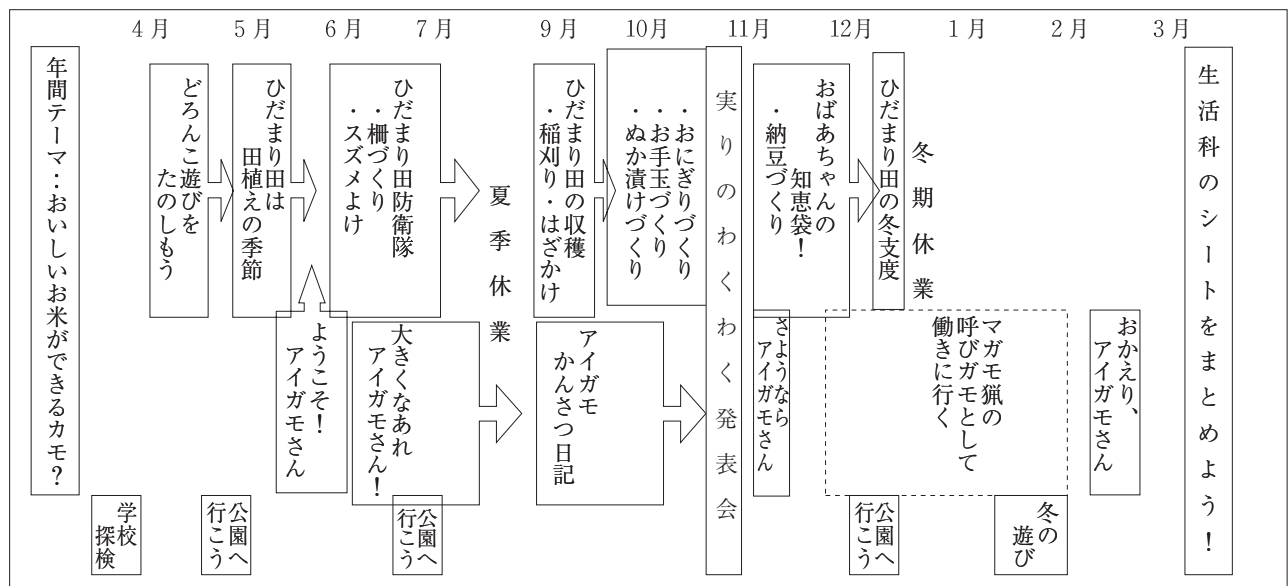 4月 5月 6月 7月 9月 10月 11月 12月 1月 2月 3月
年間テーマ：おいしいお米ができるカモ？
どろんこ遊びを
たのしもう
ひだまり田は
田植えの季節
ひだまり田防衛隊
・柵づくり
・スズメよけ
夏季休業
ひだまり田の収穫
・稲刈り・はざかけ
・おにぎりづくり
・お手玉づくり
・ぬか漬けづくり
実りのわくわく発表会
おばあちゃんの
知恵袋！
・納豆づくり
ひだまり田の冬支度
冬期休業
生活科のシートをまとめよう！
ようこそ！
アイガモさん
大きくなあれ
アイガモさん！
アイガモ
かんさつ日記
さようなら
アイガモさん
マガモ猟の
呼びガモとして
働きに行く
おかえり、
アイガモさん
学校
探検
公園へ
行こう
公園へ
行こう
公園へ
行こう
冬の
遊び